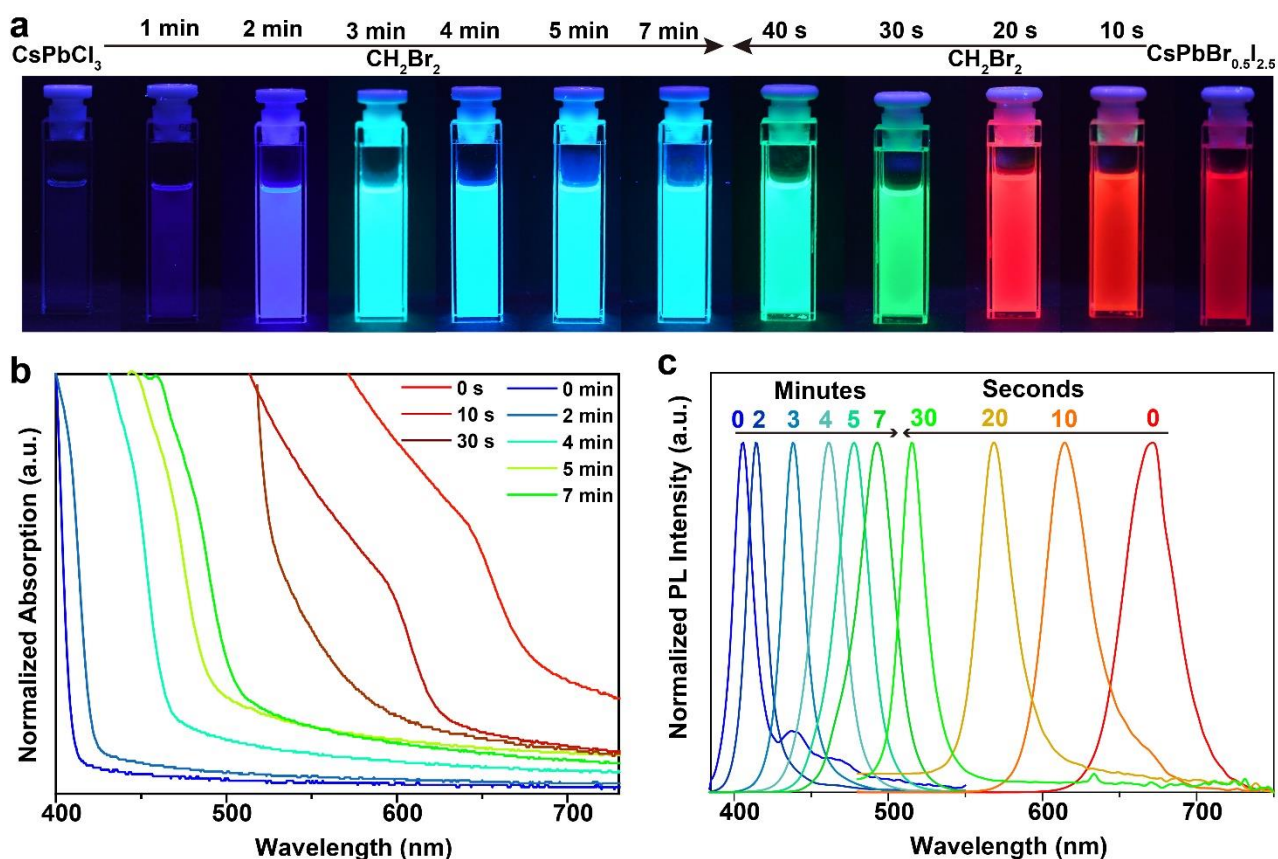 a
1 min 2 min 3 min 4 min 5 min 7 min 40 s 30 s 20 s 10 s
CsPbCl3 CH2Br2 CH2Br2 CsPbBr0.5I2.5
b
0 s 0 min
10 s 2 min
30 s 4 min
5 min
7 min
Normalized Absorption (a.u.)
400 500 600 700
Wavelength (nm)
c
Minutes Seconds
0 2 3 4 5 7 30 20 10 0
Normalized PL Intensity (a.u.)
400 500 600 700
Wavelength (nm)